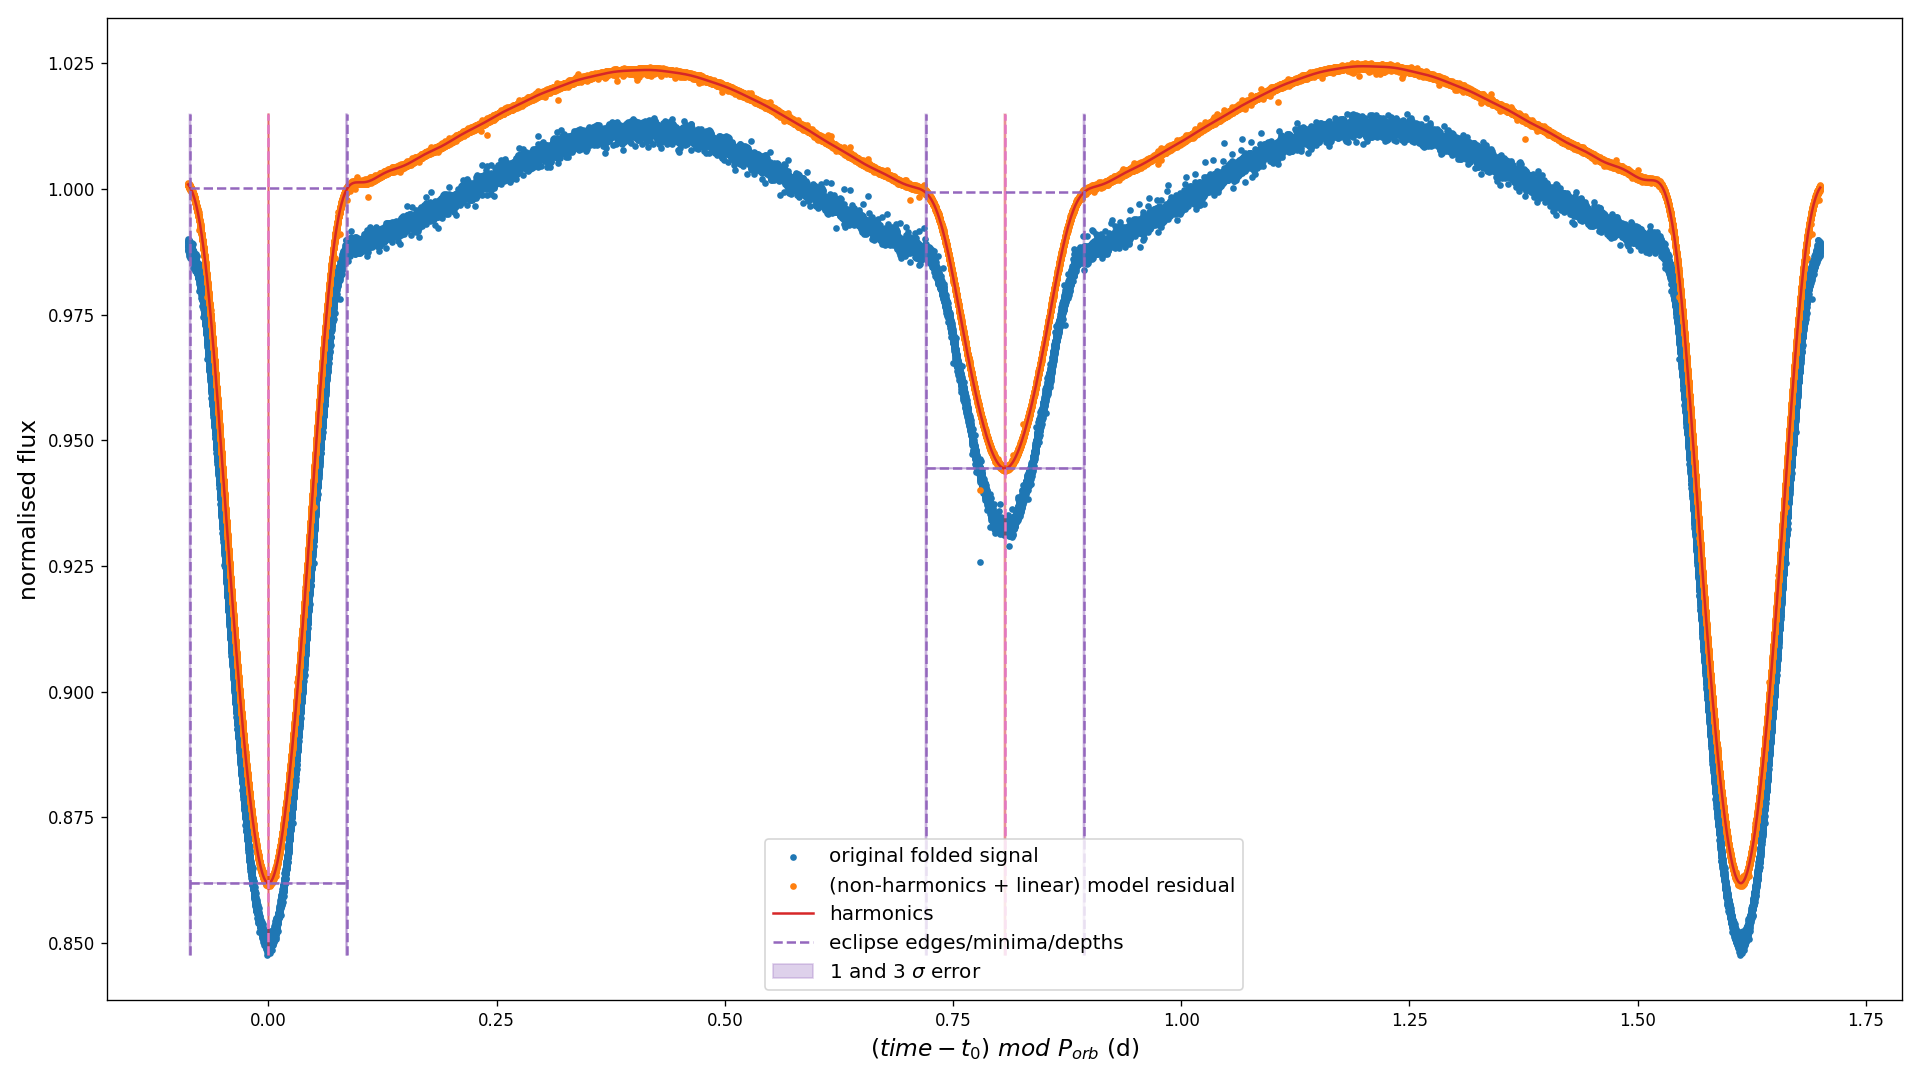 normalised flux
1.025
1.000
0.975
0.950
0.925
0.900
0.875
0.850
original folded signal
(non-harmonics + linear) model residual
harmonics
eclipse edges/minima/depths
1 and 3 σ error
0.00 0.25 0.50 0.75 1.00 1.25 1.50 1.75
(time − t₀) mod Pₒᵣb (d)